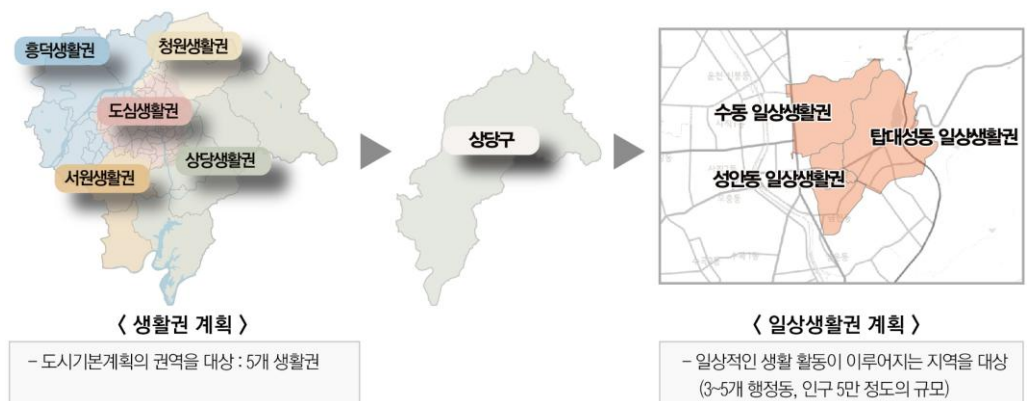 흥덕생활권
청원생활권
도심생활권
상당생활권
서원생활권
상당구
수동 일상생활권
탑대성동 일상생활권
성안동 일상생활권
〈 생활권 계획 〉
- 도시기본계획의 권역을 대상 : 5개 생활권
〈 일상생활권 계획 〉
- 일상적인 생활 활동이 이루어지는 지역을 대상
(3~5개 행정동, 인구 5만 정도의 규모)